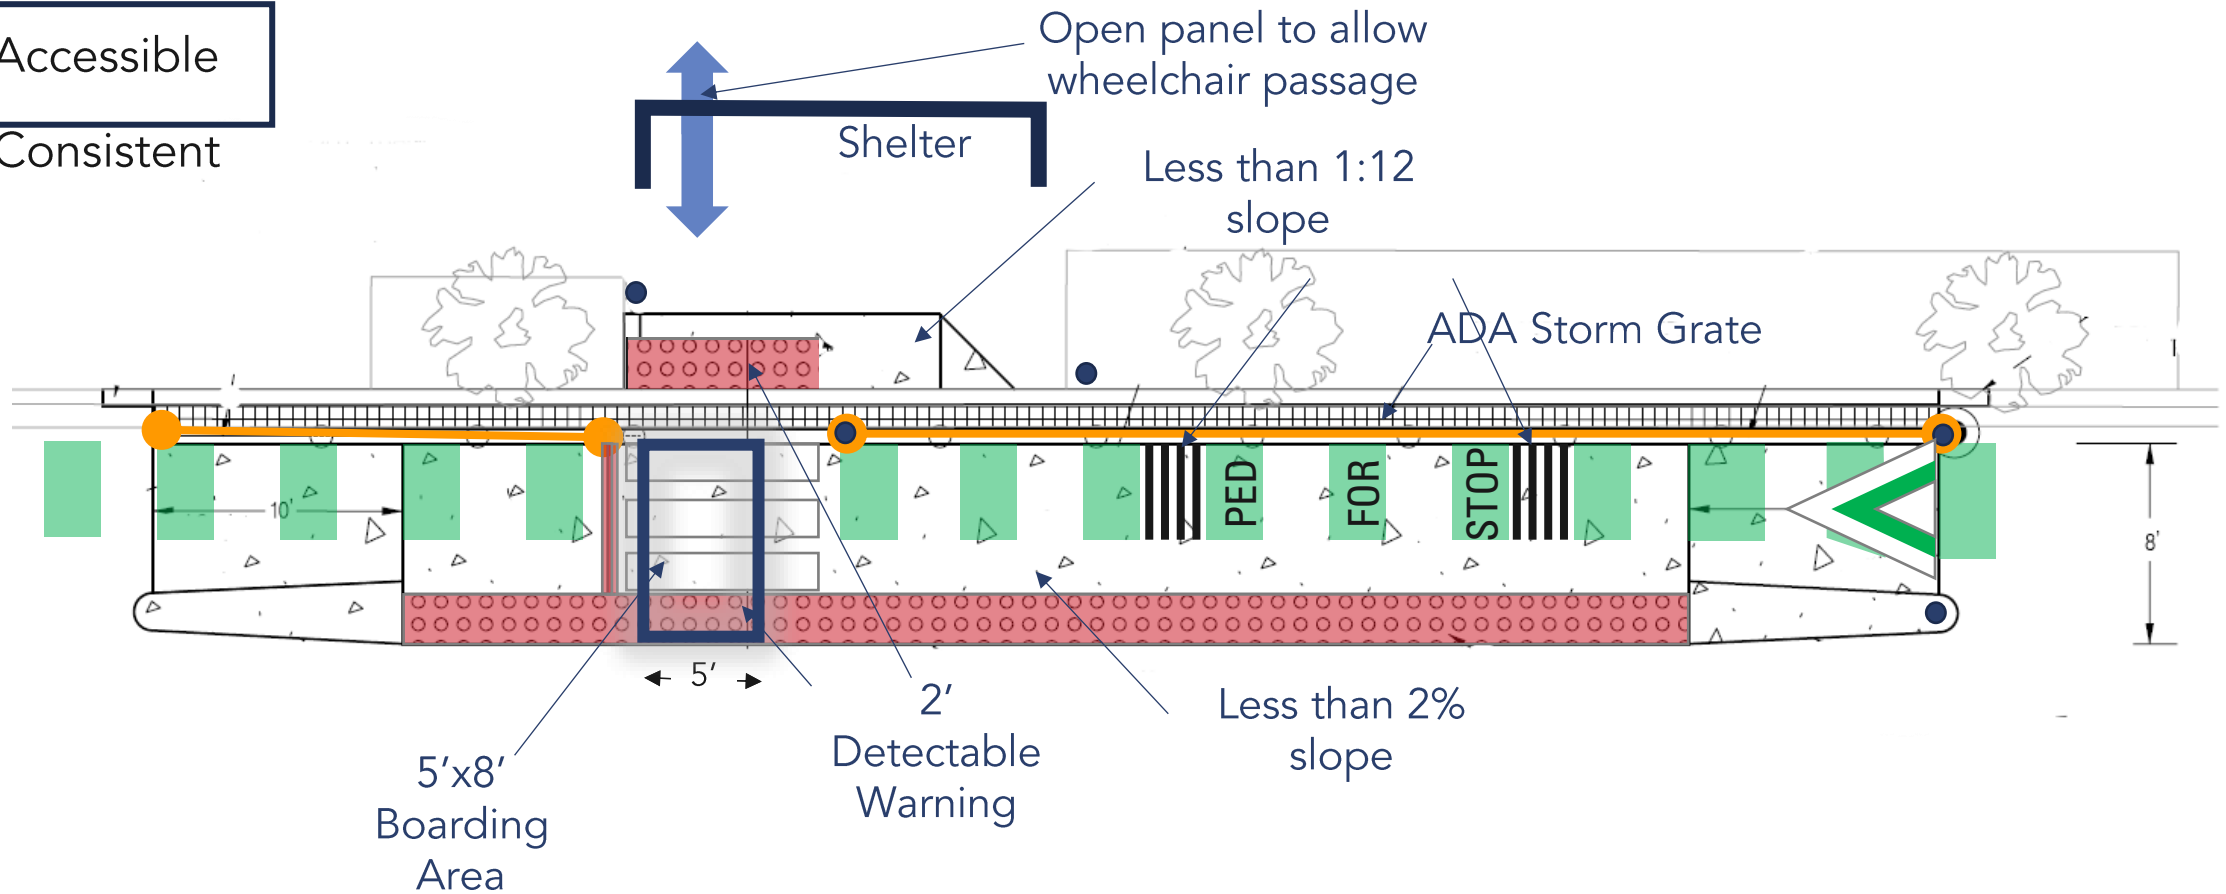 Accessible
Consistent
Open panel to allow
wheelchair passage
Shelter
Less than 1:12
slope
ADA Storm Grate
10'
PED
FOR
STOP
8'
5’
5’x8’
Boarding
Area
2’
Detectable
Warning
Less than 2%
slope